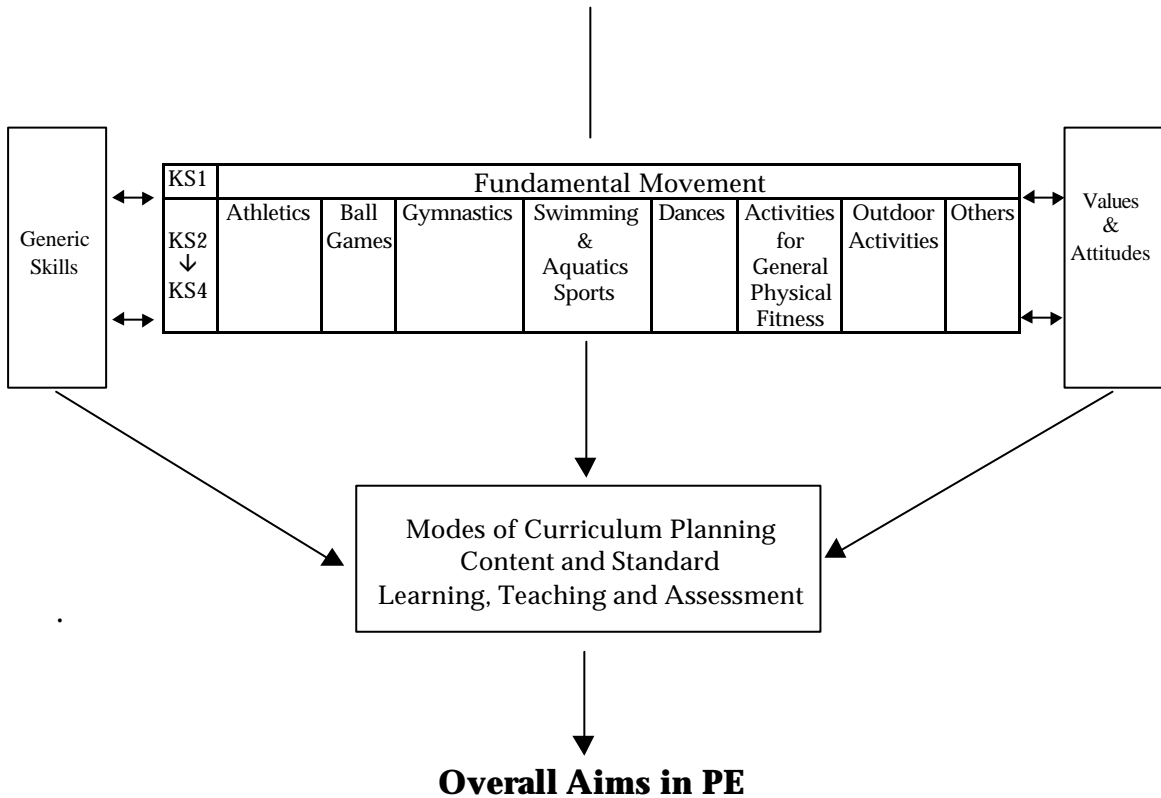 Generic
Skills
KS1
Fundamental Movement
KS2
↓
KS4
Athletics
Ball
Games
Gymnastics
Swimming
&
Aquatics
Sports
Dances
Activities
for
General
Physical
Fitness
Outdoor
Activities
Others
Values
&
Attitudes
Modes of Curriculum Planning
Content and Standard
Learning, Teaching and Assessment
.
Overall Aims in PE